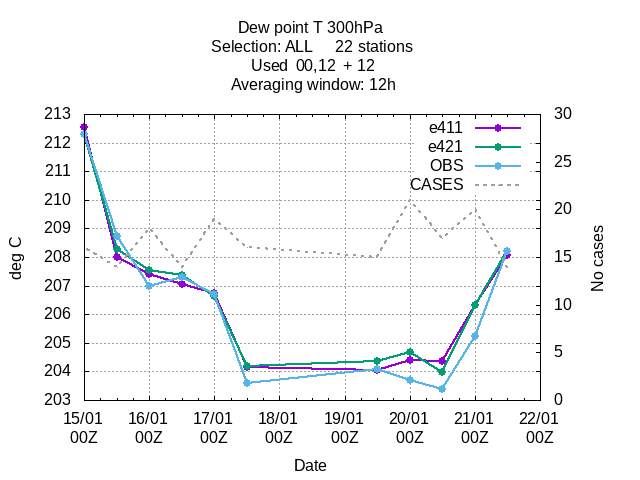 Dew point T 300hPa
Selection: ALL 22 stations
Used 00,12 + 12
Averaging window: 12h
213
212
211
210
209
208
207
206
205
204
203
deg C
30
25
20
15
10
5
0
No cases
e411
e421
OBS
CASES
15/01 16/01 17/01 18/01 19/01 20/01 21/01 22/01
00Z 00Z 00Z 00Z 00Z 00Z 00Z 00Z
Date